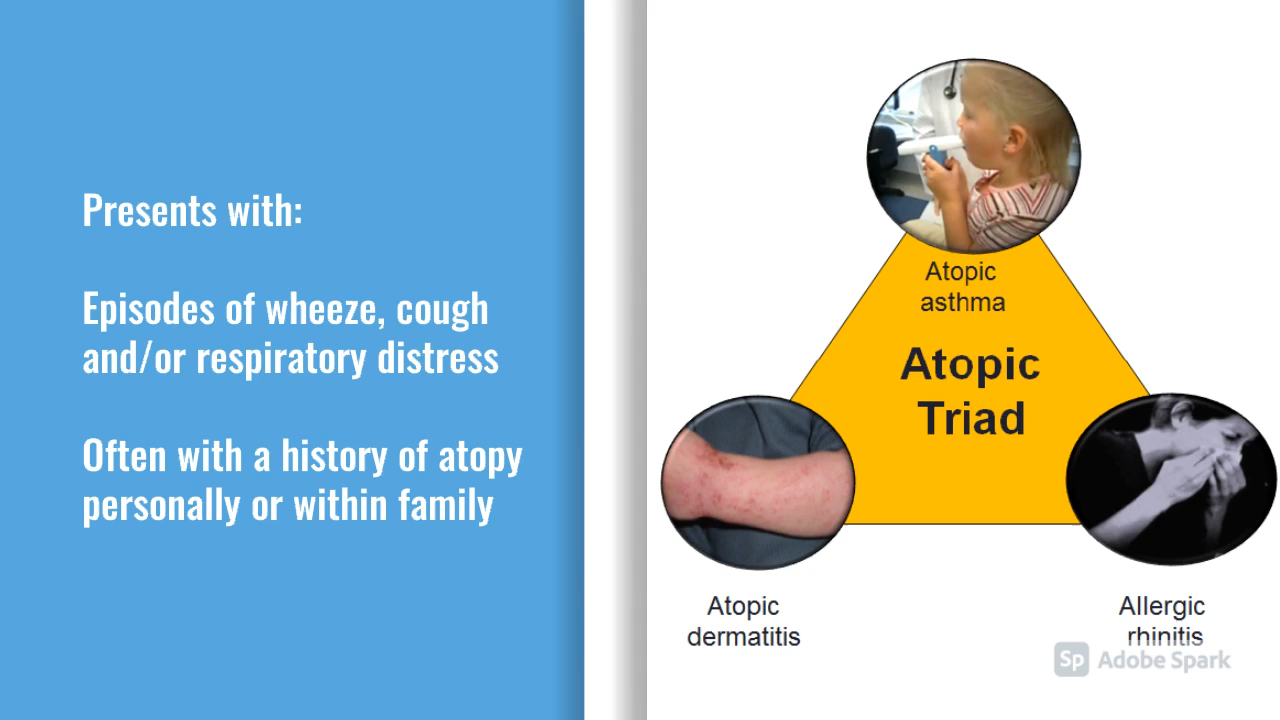 Presents with:
Episodes of wheeze, cough
and/or respiratory distress
Often with a history of atopy
personally or within family
Atopic
asthma
Atopic
Triad
Atopic
dermatitis
Allergic
rhinitis
Sp Adobe Spark